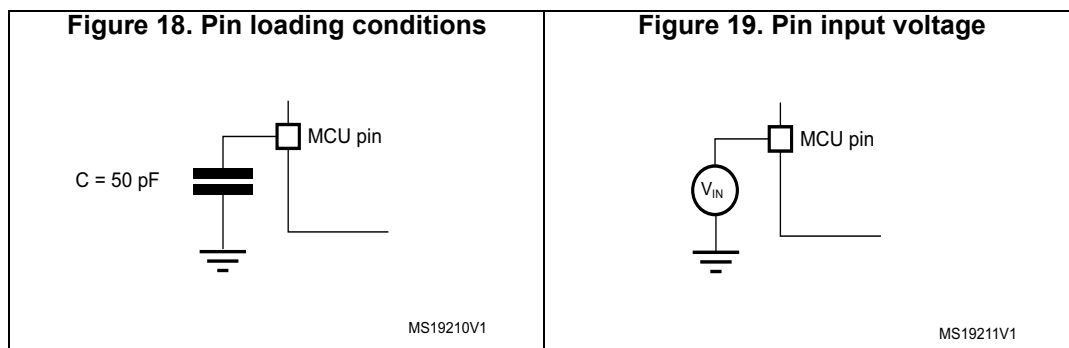 Figure 18. Pin loading conditions
MCU pin
C = 50 pF
MS19210V1
Figure 19. Pin input voltage
MCU pin
VIN
MS19211V1